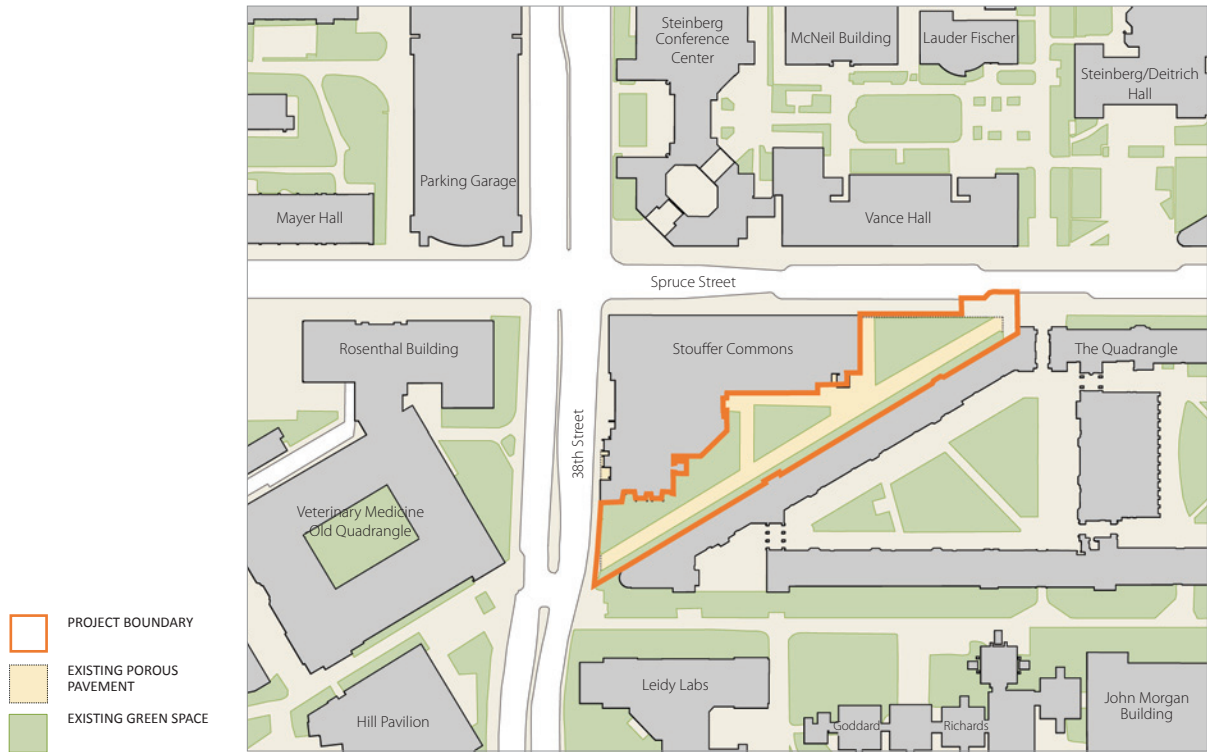 Steinberg
Conference
Center
McNeil Building
Lauder Fischer
Steinberg/Deitrich
Hall
Parking Garage
Mayer Hall
Vance Hall
Spruce Street
Rosenthal Building
Stouffer Commons
The Quadrangle
38th Street
Veterinary Medicine
Old Quadrangle
PROJECT BOUNDARY
EXISTING POROUS
PAVEMENT
EXISTING GREEN SPACE
Leidy Labs
Hill Pavilion
Goddard
Richards
John Morgan
Building